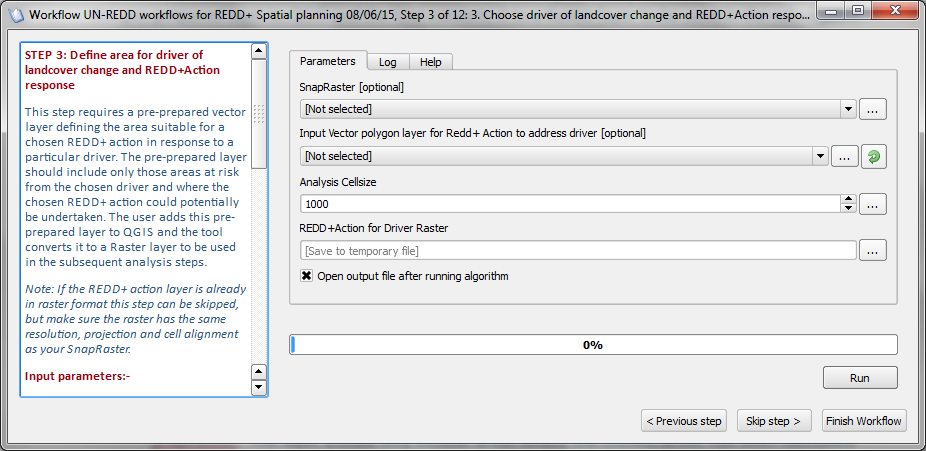 Workflow UN-REDD workflows for REDD+ Spatial planning 08/06/15, Step 3 of 12: 3. Choose driver of landcover change and REDD+Action respo...
STEP 3: Define area for driver of
landcover change and REDD+Action
response
This step requires a pre-prepared vector
layer defining the area suitable for a
chosen REDD+ action in response to a
particular driver. The pre-prepared layer
should include only those areas at risk
from the chosen driver and where the
chosen REDD+ action could potentially
be undertaken. The user adds this pre-
prepared layer to QGIS and the tool
converts it to a Raster layer to be used
in the subsequent analysis steps.
Note: If the REDD+ action layer is already
in raster format this step can be skipped,
but make sure the raster has the same
resolution, projection and cell alignment
as your SnapRaster.
Input parameters:-
Parameters
Log
Help
SnapRaster [optional]
[Not selected]
...
Input Vector polygon layer for Redd+ Action to address driver [optional]
[Not selected]
...
Analysis Cellsize
1000
...
REDD+Action for Driver Raster
[Save to temporary file]
...
Open output file after running algorithm
0%
Run
< Previous step
Skip step >
Finish Workflow